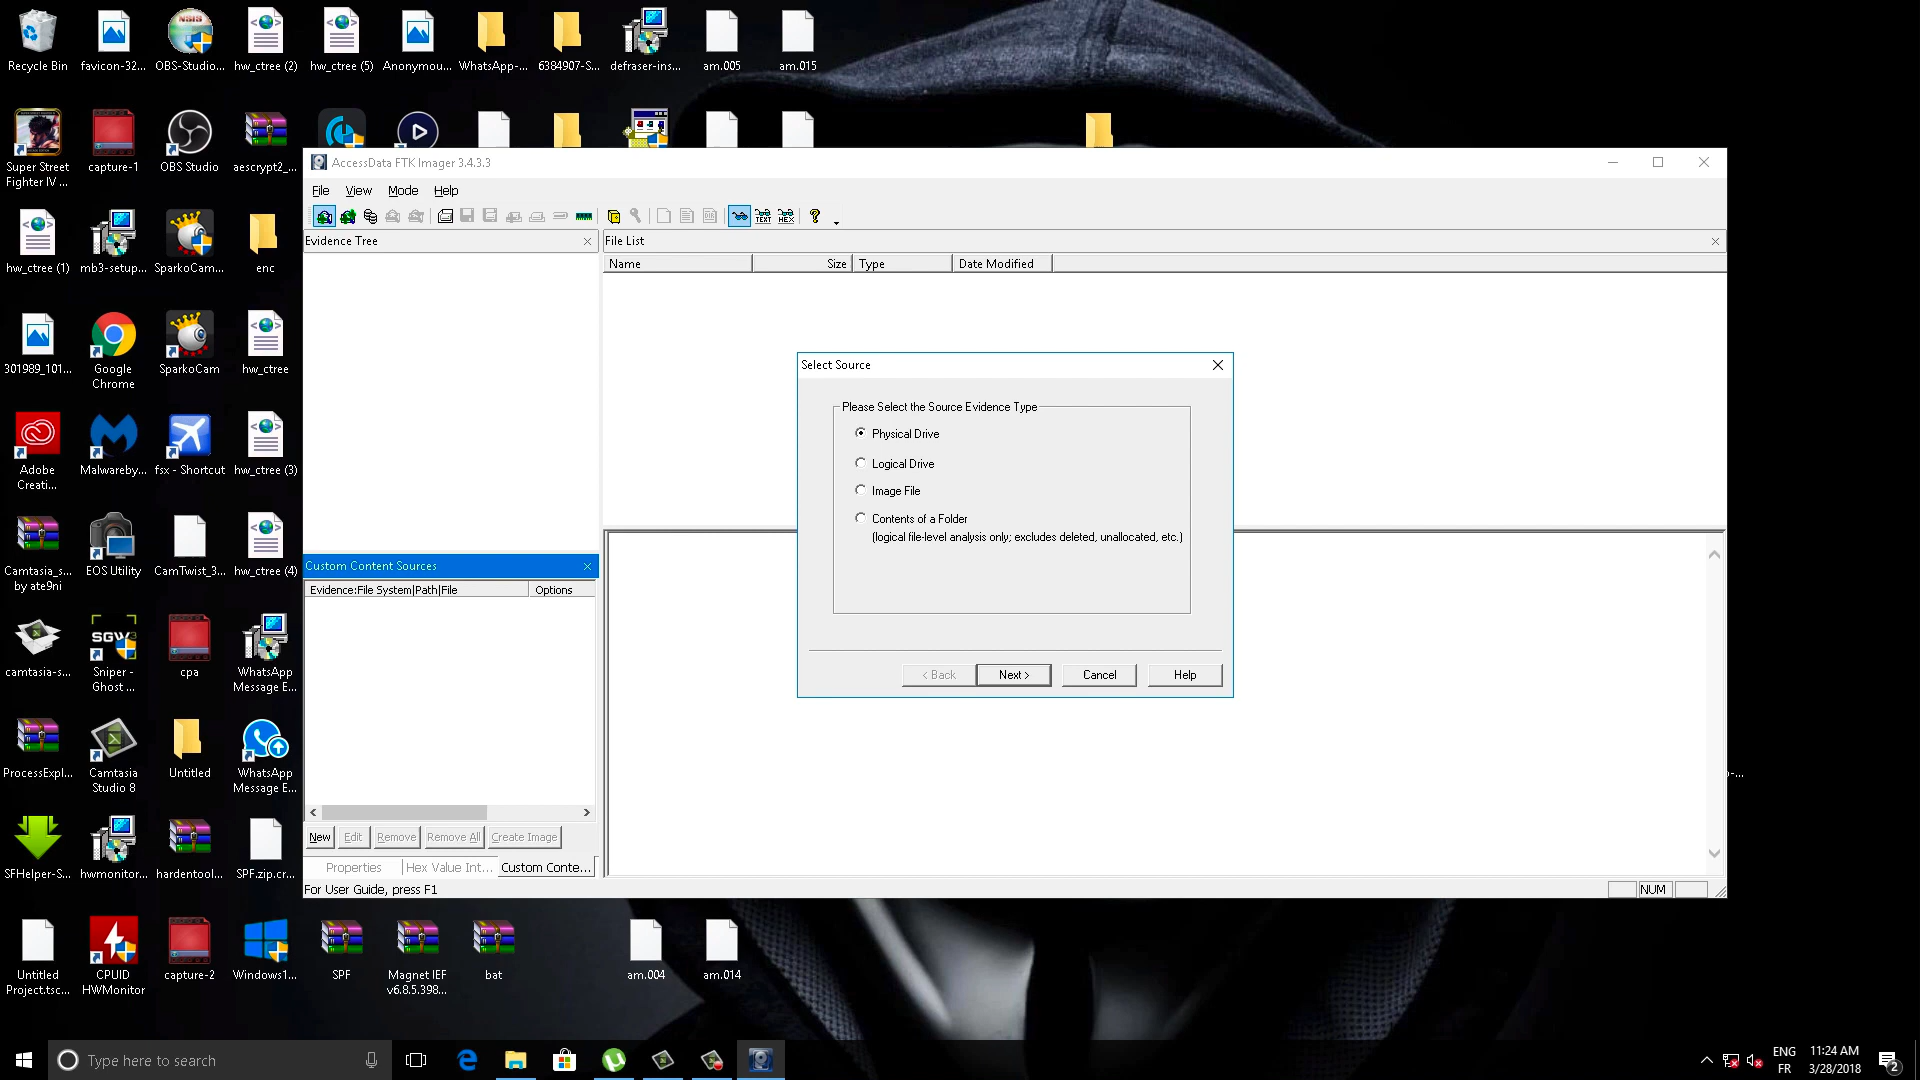 Recycle Bin
favicon-32...
OBS-Studio...
hw_ctree (2)
hw_ctree (5)
Anonymou...
WhatsApp-...
6384907-S...
defraser-ins...
am.005
am.015
Super Street
Fighter IV ...
capture-1
OBS Studio
aescrypt2_...
AccessData FTK Imager 3.4.3.3
File View Mode Help
TEXT
HEX
Evidence Tree
File List
Name Size Type Date Modified
hw_ctree (1)
mb3-setup...
SparkoCam...
enc
301989_101...
Google
Chrome
SparkoCam
hw_ctree
Select Source
Please Select the Source Evidence Type
Physical Drive
Logical Drive
Image File
Contents of a Folder
(logical file-level analysis only; excludes deleted, unallocated, etc.)
< Back Next > Cancel Help
Adobe
Creati...
Malwareby...
fsx - Shortcut
hw_ctree (3)
Camtasia_s...
by ate9ni
EOS Utility
CamTwist_3...
hw_ctree (4)
Custom Content Sources
Evidence:File System|Path|File Options
camtasia-s...
SGW3
Sniper -
Ghost ...
cpa
WhatsApp
Message E...
ProcessExpl...
Camtasia
Studio 8
Untitled
WhatsApp
Message E...
New Edit Remove Remove All Create Image
Properties Hex Value Int... Custom Conte...
For User Guide, press F1
NUM
SFHelper-S...
hwmonitor...
hardentool...
SPF.zip.cr...
Untitled
Project.tsc...
CPUID
HWMonitor
capture-2
Windows1...
SPF
Magnet IEF
v6.8.5.398...
bat
am.004
am.014
Type here to search
ENG
FR
11:24 AM
3/28/2018
2